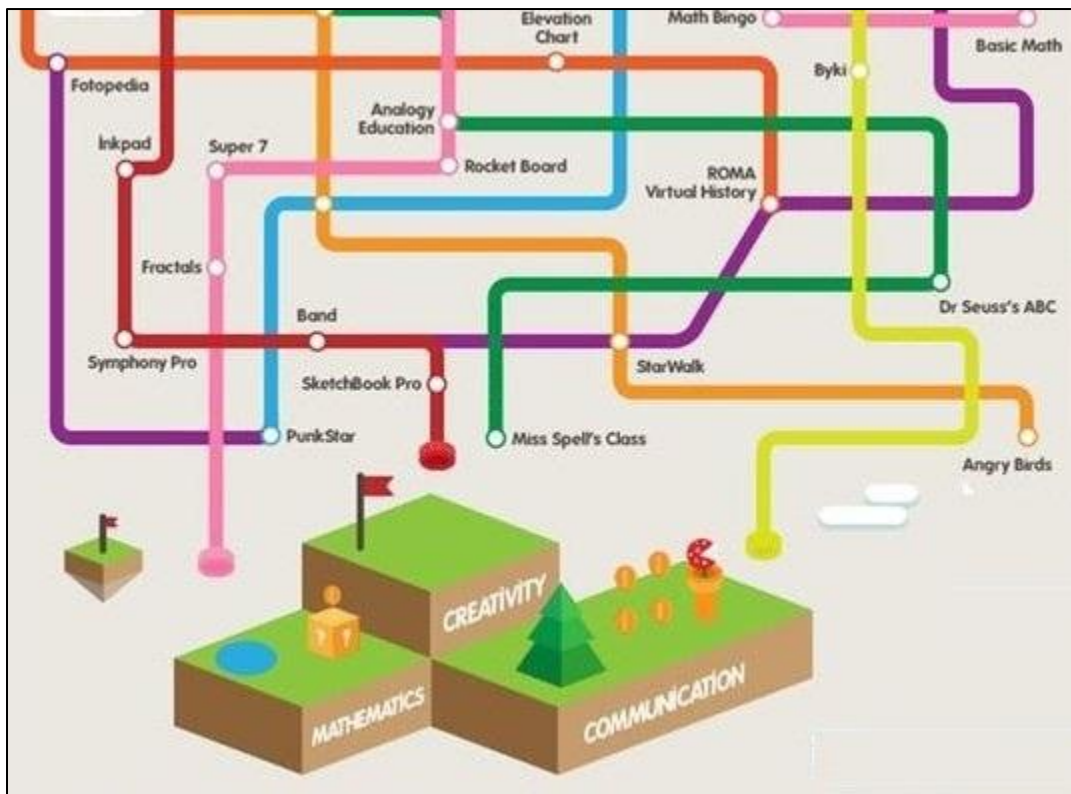 Elevation
Chart
Math Bingo
Basic Math
Byki
Fotopedia
Analogy
Education
Inkpad
Super 7
Rocket Board
ROMA
Virtual History
Fractals
Dr Seuss's ABC
Band
Symphony Pro
StarWalk
SketchBook Pro
PunkStar
Miss Spell's Class
Angry Birds
CREATIVITY
MATHEMATICS
COMMUNICATION